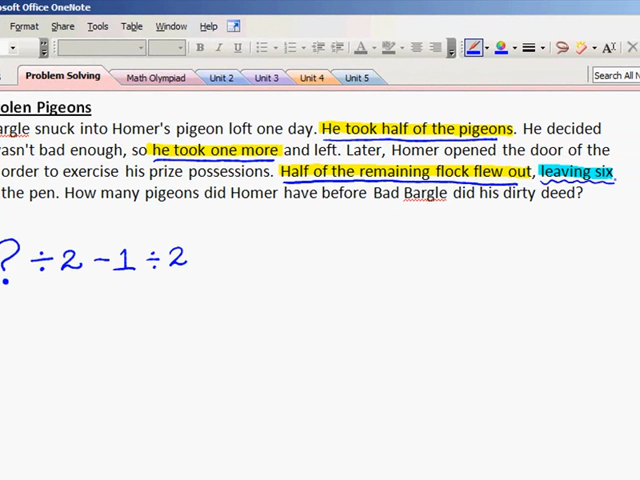 soft Office OneNote
Format Share Tools Table Window Help
B I U A A
Problem Solving Math Olympiad Unit 2 Unit 3 Unit 4 Unit 5 Search All N
olen Pigeons
argle snuck into Homer's pigeon loft one day. He took half of the pigeons. He decided
wasn't bad enough, so he took one more and left. Later, Homer opened the door of the
order to exercise his prize possessions. Half of the remaining flock flew out, leaving six
the pen. How many pigeons did Homer have before Bad Bargle did his dirty deed?
? ÷ 2 - 1 ÷ 2